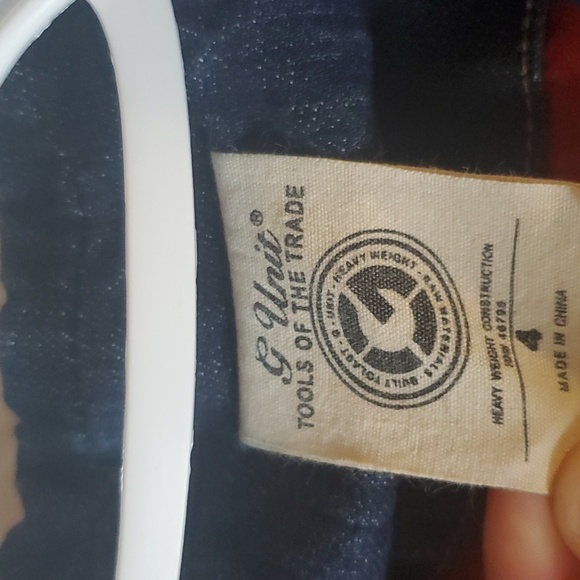 G Unit®
TOOLS OF THE TRADE
G-UNIT · HEAVY WEIGHT · RAW MATERIALS · BUILT TO LAST ·
HEAVY WEIGHT CONSTRUCTION
4
MADE IN CHINA